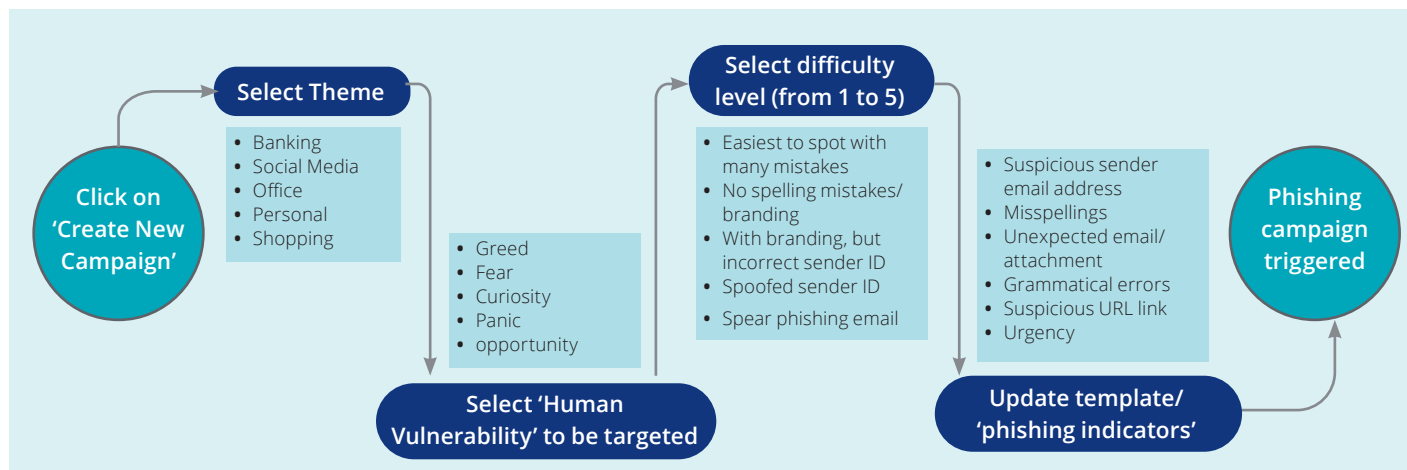 Click on
‘Create New
Campaign’
Select Theme
• Banking
• Social Media
• Office
• Personal
• Shopping
• Greed
• Fear
• Curiosity
• Panic
• opportunity
Select ‘Human
Vulnerability’ to be targeted
Select difficulty
level (from 1 to 5)
• Easiest to spot with
many mistakes
• No spelling mistakes/
branding
• With branding, but
incorrect sender ID
• Spoofed sender ID
• Spear phishing email
• Suspicious sender
email address
• Misspellings
• Unexpected email/
attachment
• Grammatical errors
• Suspicious URL link
• Urgency
Update template/
‘phishing indicators’
Phishing
campaign
triggered